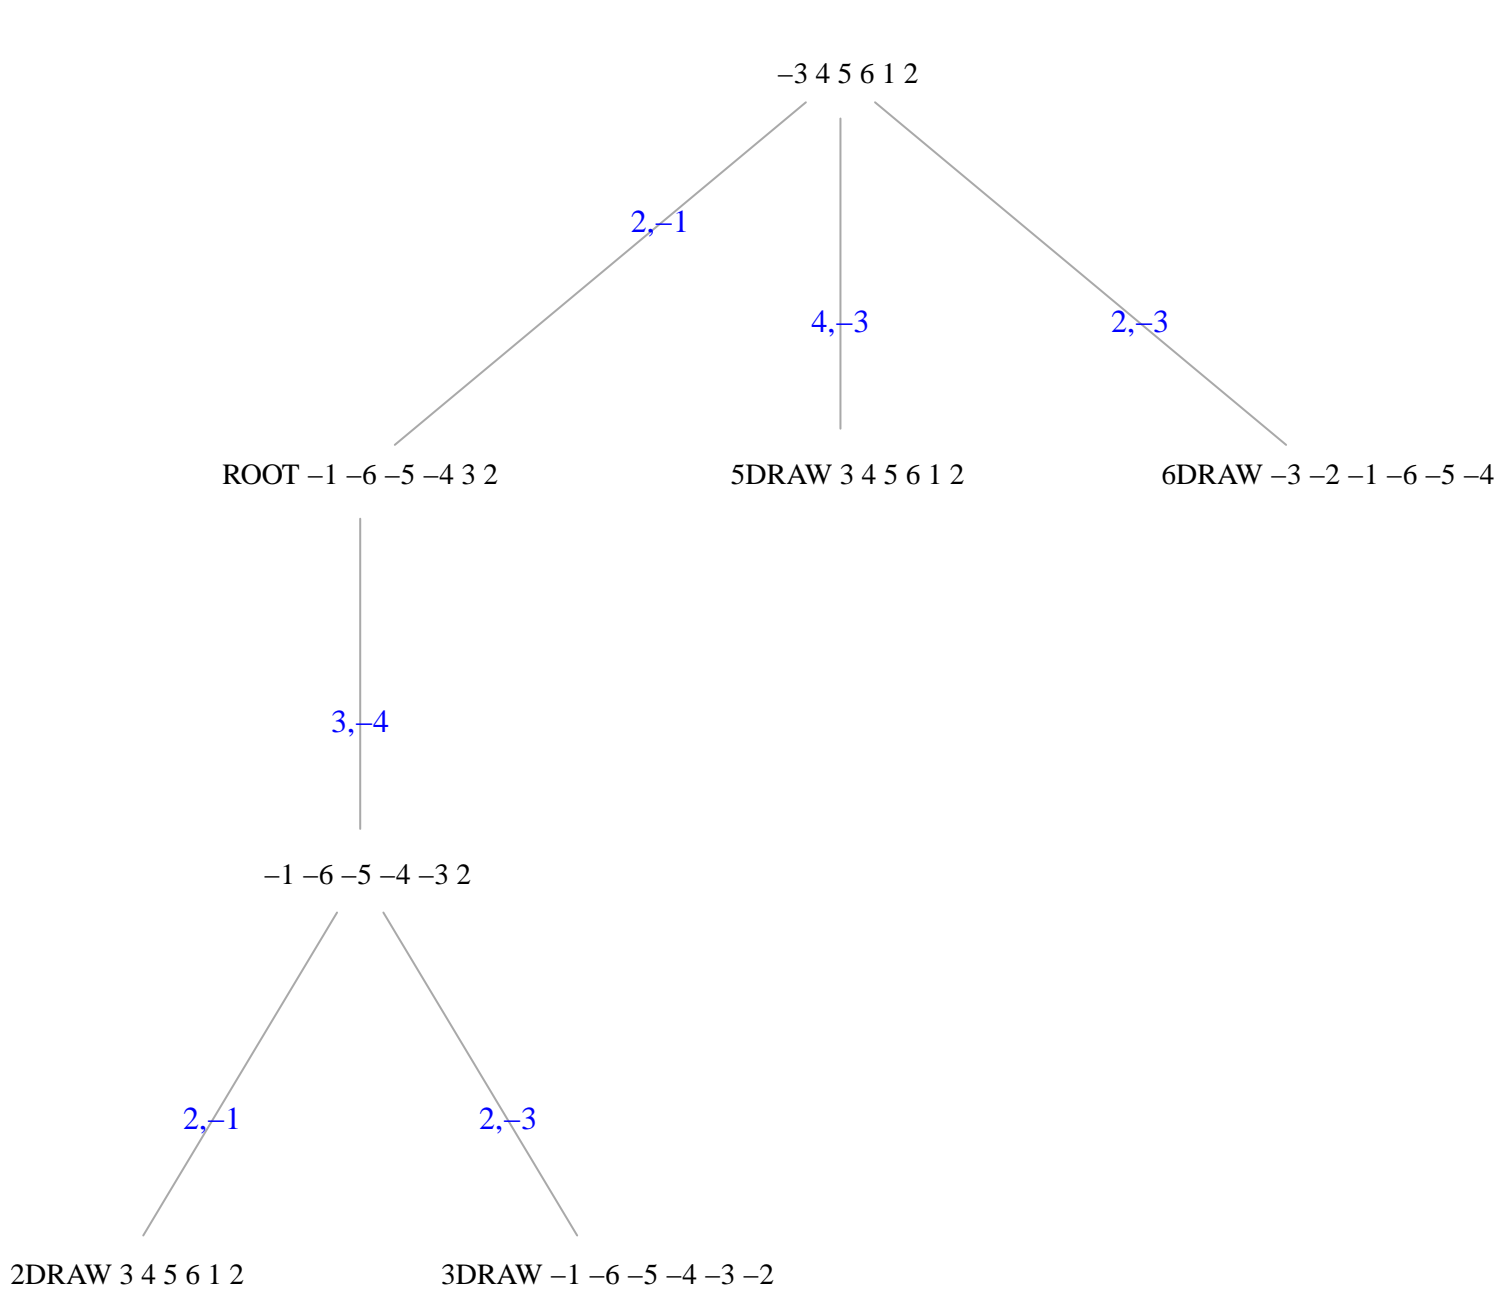 –3 4 5 6 1 2
2,–1
4,–3
2,–3
ROOT –1 –6 –5 –4 3 2
5DRAW 3 4 5 6 1 2
6DRAW –3 –2 –1 –6 –5 –4
3,–4
–1 –6 –5 –4 –3 2
2,–1
2,–3
2DRAW 3 4 5 6 1 2
3DRAW –1 –6 –5 –4 –3 –2